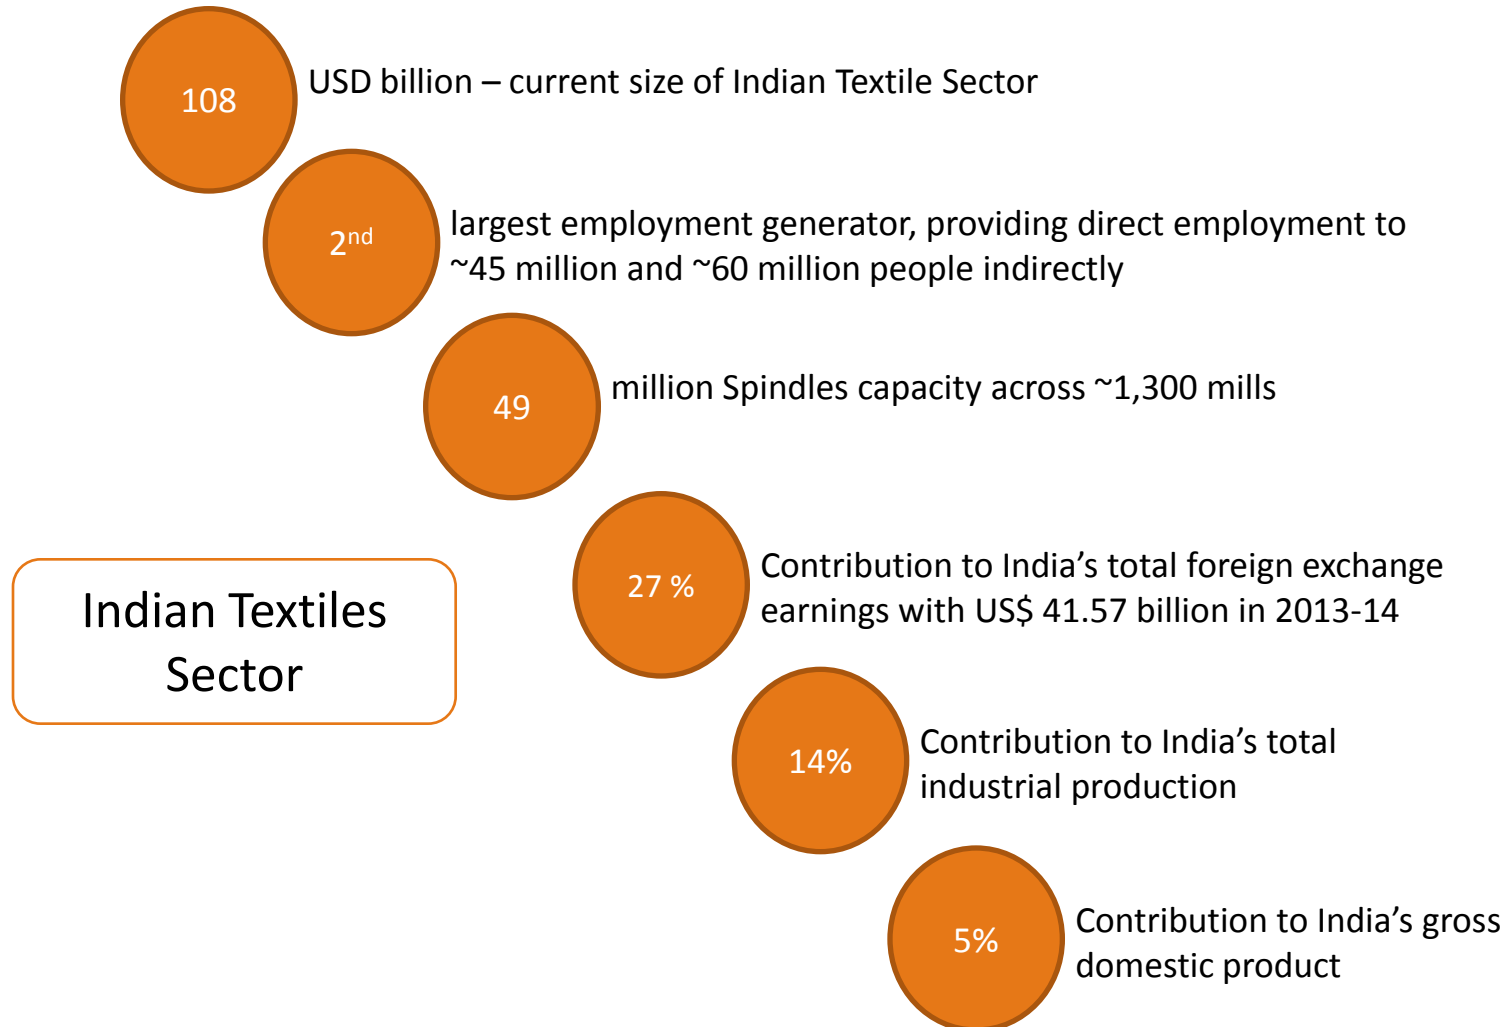 108
USD billion – current size of Indian Textile Sector
2nd
largest employment generator, providing direct employment to
~45 million and ~60 million people indirectly
49
million Spindles capacity across ~1,300 mills
27 %
Contribution to India’s total foreign exchange
earnings with US$ 41.57 billion in 2013-14
Indian Textiles
Sector
14%
Contribution to India’s total
industrial production
5%
Contribution to India’s gross
domestic product